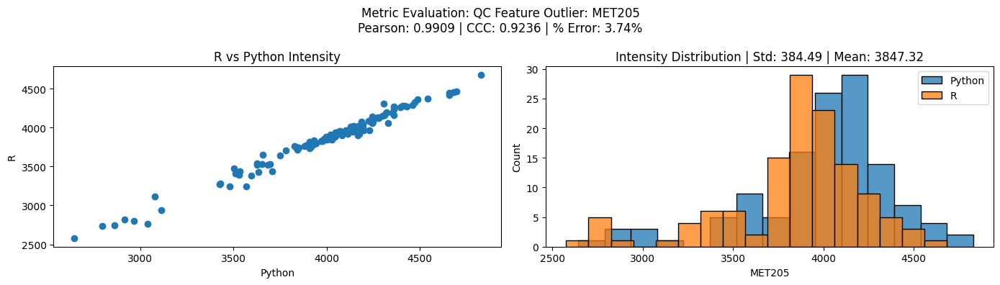 Metric Evaluation: QC Feature Outlier: MET205
Pearson: 0.9909 | CCC: 0.9236 | % Error: 3.74%
R vs Python Intensity
4500
4000
3500
3000
2500
R
3000
3500
4000
4500
Python
Intensity Distribution | Std: 384.49 | Mean: 3847.32
Python
R
30
25
20
15
10
5
0
Count
2500
3000
3500
4000
4500
MET205